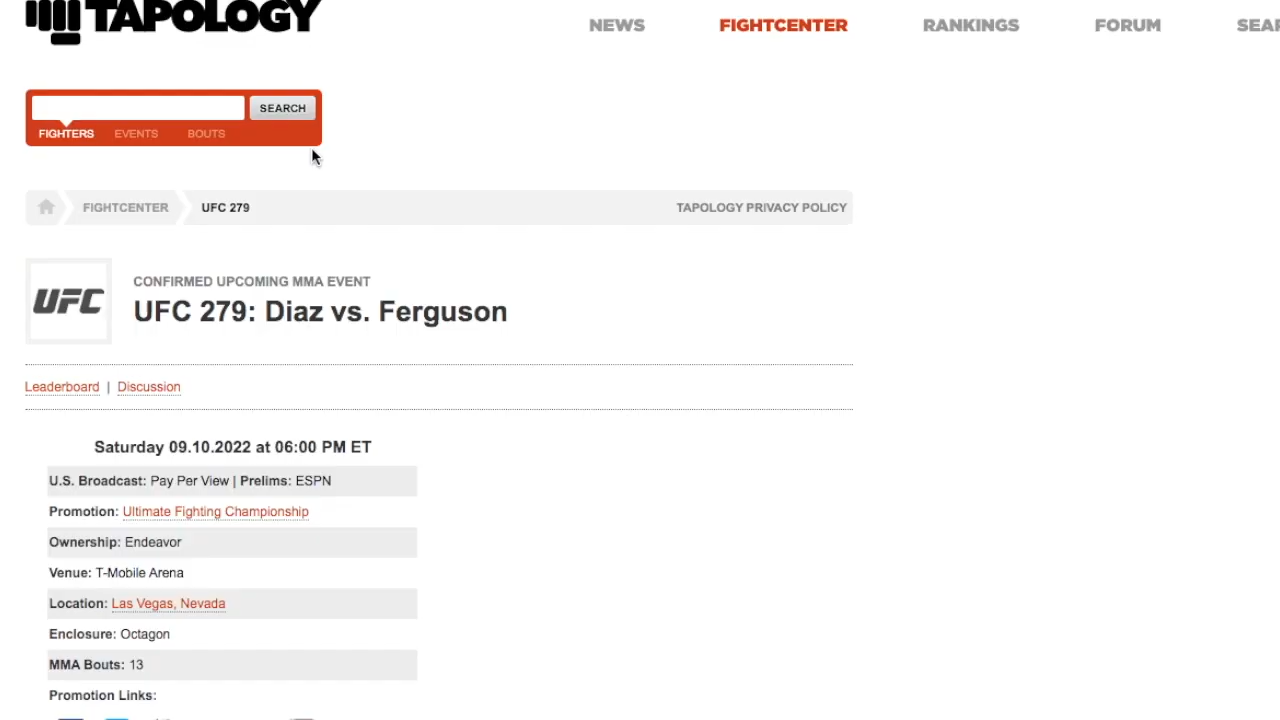 TAPOLOGY
NEWS FIGHTCENTER RANKINGS FORUM
SEARCH
FIGHTERS EVENTS BOUTS
FIGHTCENTER UFC 279 TAPOLOGY PRIVACY POLICY
UFC
CONFIRMED UPCOMING MMA EVENT
UFC 279: Diaz vs. Ferguson
Leaderboard | Discussion
Saturday 09.10.2022 at 06:00 PM ET
U.S. Broadcast: Pay Per View | Prelims: ESPN
Promotion: Ultimate Fighting Championship
Ownership: Endeavor
Venue: T-Mobile Arena
Location: Las Vegas, Nevada
Enclosure: Octagon
MMA Bouts: 13
Promotion Links: